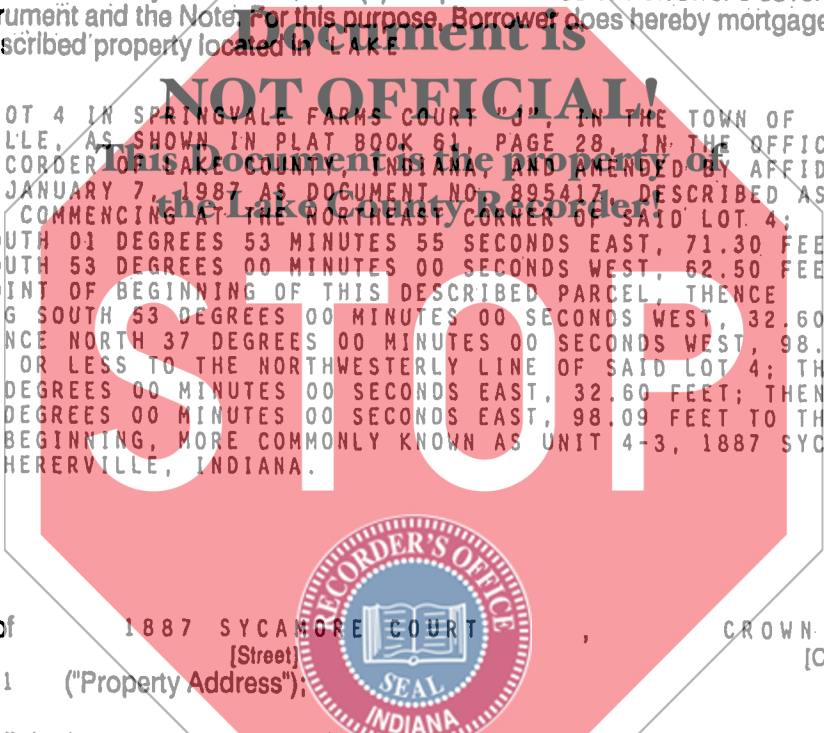 rument and the Note. For this purpose, Borrower does hereby mortgage
scribed property located in LAKE
Document is
NOT OFFICIAL!
This Document is the property of
the Lake County Recorder!
OT 4 IN SPRINGVALE FARMS COURT "J", IN THE TOWN OF
LLE, AS SHOWN IN PLAT BOOK 61, PAGE 28, IN THE OFFIC
CORDER OF LAKE COUNTY, INDIANA, AND AMENDED BY AFFID
JANUARY 7, 1987 AS DOCUMENT NO. 895417, DESCRIBED AS
COMMENCING AT THE NORTHEAST CORNER OF SAID LOT 4;
UTH 01 DEGREES 53 MINUTES 55 SECONDS EAST, 71.30 FEE
UTH 53 DEGREES 00 MINUTES 00 SECONDS WEST, 62.50 FEE
INT OF BEGINNING OF THIS DESCRIBED PARCEL, THENCE
G SOUTH 53 DEGREES 00 MINUTES 00 SECONDS WEST, 32.60
NCE NORTH 37 DEGREES 00 MINUTES 00 SECONDS WEST, 98.
OR LESS TO THE NORTHWESTERLY LINE OF SAID LOT 4; TH
DEGREES 00 MINUTES 00 SECONDS EAST, 32.60 FEET; THEN
DEGREES 00 MINUTES 00 SECONDS EAST, 98.09 FEET TO TH
BEGINNING, MORE COMMONLY KNOWN AS UNIT 4-3, 1887 SYC
HERERVILLE, INDIANA.
STOP
RECORDER'S OFFICE
SEAL
INDIANA
of 1887 SYCAMORE COURT , CROWN
[Street] [C
1 ("Property Address");